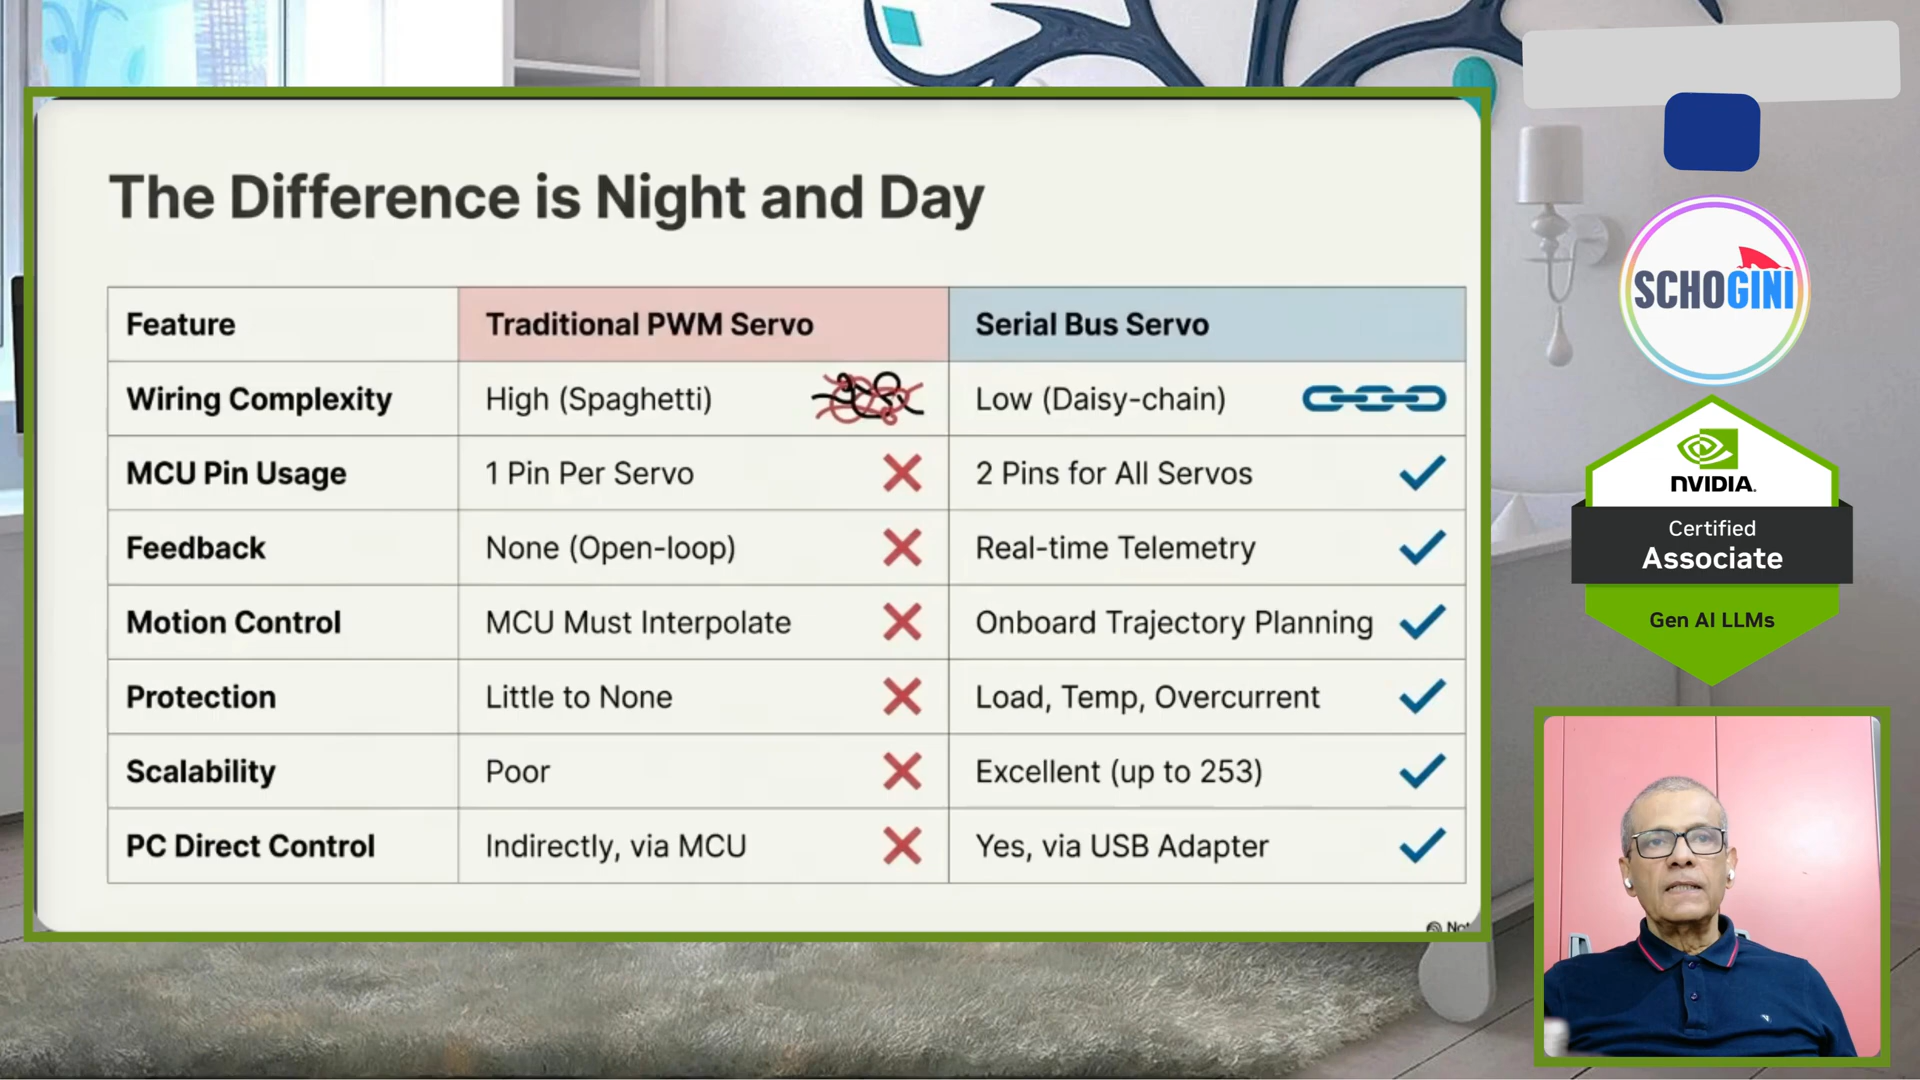 The Difference is Night and Day
Feature Traditional PWM Servo Serial Bus Servo
Wiring Complexity High (Spaghetti) Low (Daisy-chain)
MCU Pin Usage 1 Pin Per Servo 2 Pins for All Servos
Feedback None (Open-loop) Real-time Telemetry
Motion Control MCU Must Interpolate Onboard Trajectory Planning
Protection Little to None Load, Temp, Overcurrent
Scalability Poor Excellent (up to 253)
PC Direct Control Indirectly, via MCU Yes, via USB Adapter
SCHOGINI
NVIDIA.
Certified
Associate
Gen AI LLMs